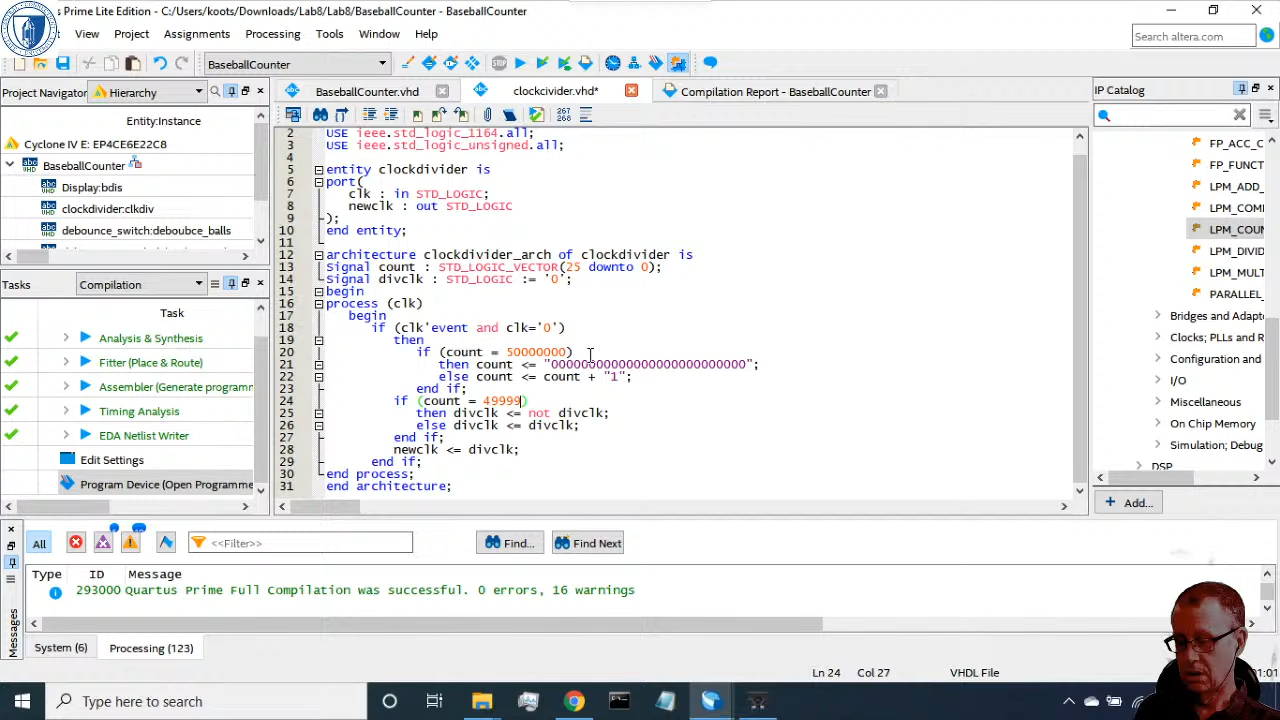 s Prime Lite Edition - C:/Users/koots/Downloads/Lab8/Lab8/BaseballCounter - BaseballCounter
View Project Assignments Processing Tools Window Help
Search altera.com
BaseballCounter
Project Navigator Hierarchy
BaseballCounter.vhd
clockcivider.vhd*
Compilation Report - BaseballCounter
IP Catalog
Entity:Instance
Cyclone IV E: EP4CE6E22C8
BaseballCounter
Display:bdis
clockdivider:clkdiv
debounce_switch:deboubce_balls
Tasks Compilation
Task
Analysis & Synthesis
Fitter (Place & Route)
Assembler (Generate programm
Timing Analysis
EDA Netlist Writer
Edit Settings
Program Device (Open Programme
267
268
2 USE ieee.std_logic_1164.all;
3 USE ieee.std_logic_unsigned.all;
4
5 entity clockdivider is
6 port(
7 clk : in STD_LOGIC;
8 newclk : out STD_LOGIC
9 );
10 end entity;
11
12 architecture clockdivider_arch of clockdivider is
13 Signal count : STD_LOGIC_VECTOR(25 downto 0);
14 Signal divclk : STD_LOGIC := '0';
15 begin
16 process (clk)
17 begin
18 if (clk'event and clk='0')
19 then
20 if (count = 50000000)
21 then count <= "00000000000000000000000000";
22 else count <= count + "1";
23 end if;
24 if (count = 49999)
25 then divclk <= not divclk;
26 else divclk <= divclk;
27 end if;
28 newclk <= divclk;
29 end if;
30 end process;
31 end architecture;
FP_ACC_C
FP_FUNCT
LPM_ADD_
LPM_COM
LPM_COUN
LPM_DIVID
LPM_MULT
PARALLEL_
Bridges and Adapt
Clocks; PLLs and R
Configuration and
I/O
Miscellaneous
On Chip Memory
Simulation; Debug
DSP
+ Add...
Messages
All
<<Filter>>
Find...
Find Next
Type ID Message
293000 Quartus Prime Full Compilation was successful. 0 errors, 16 warnings
System (6) Processing (123)
Ln 24 Col 27 VHDL File
Type here to search